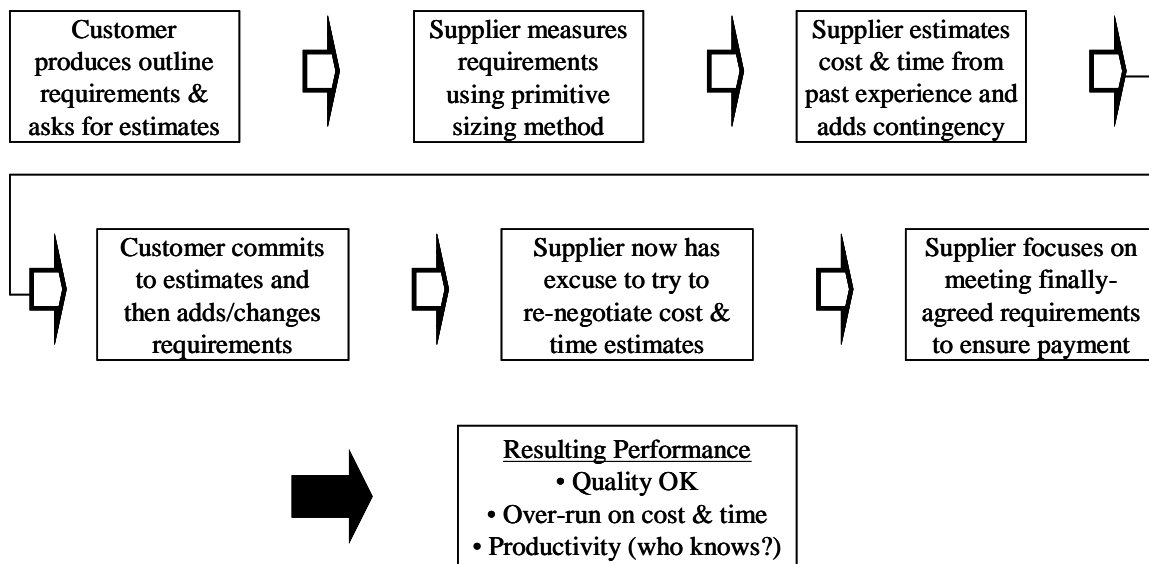 Customer
produces outline
requirements &
asks for estimates
Supplier measures
requirements
using primitive
sizing method
Supplier estimates
cost & time from
past experience and
adds contingency
Customer commits
to estimates and
then adds/changes
requirements
Supplier now has
excuse to try to
re-negotiate cost &
time estimates
Supplier focuses on
meeting finally-
agreed requirements
to ensure payment
Resulting Performance
• Quality OK
• Over-run on cost & time
• Productivity (who knows?)